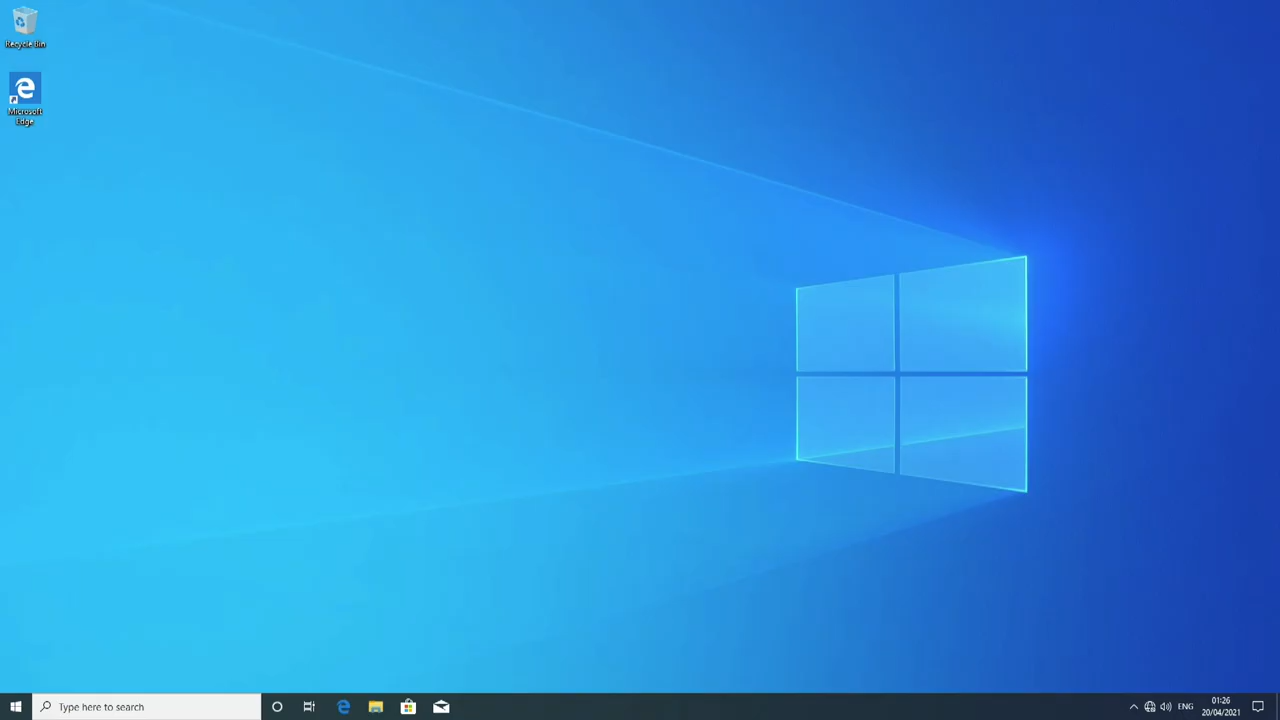 Recycle Bin
Microsoft
Edge
Type here to search
ENG
01:26
20/04/2021